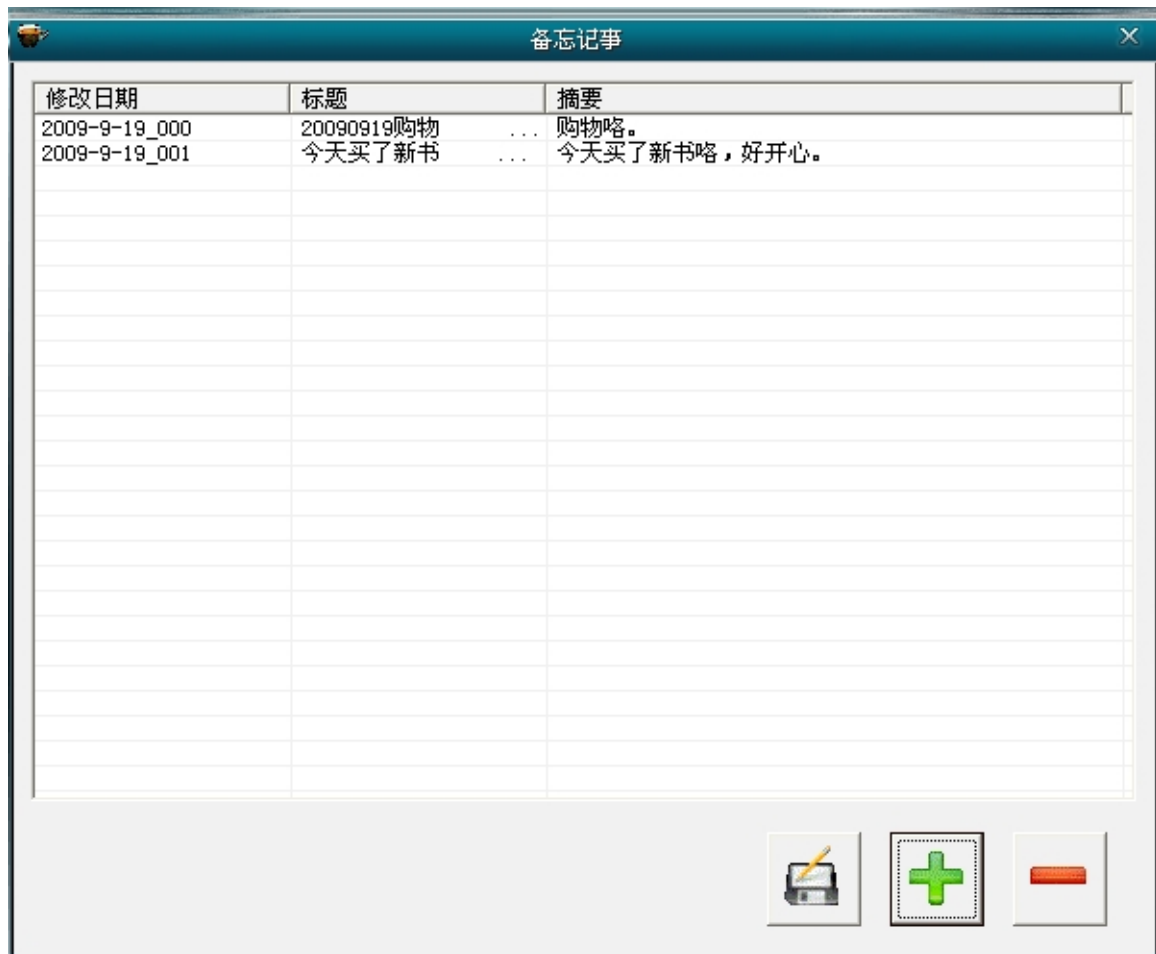 备忘记事
修改日期 标题 摘要
2009-9-19_000 20090919购物 ... 购物咯。
2009-9-19_001 今天买了新书 ... 今天买了新书咯，好开心。